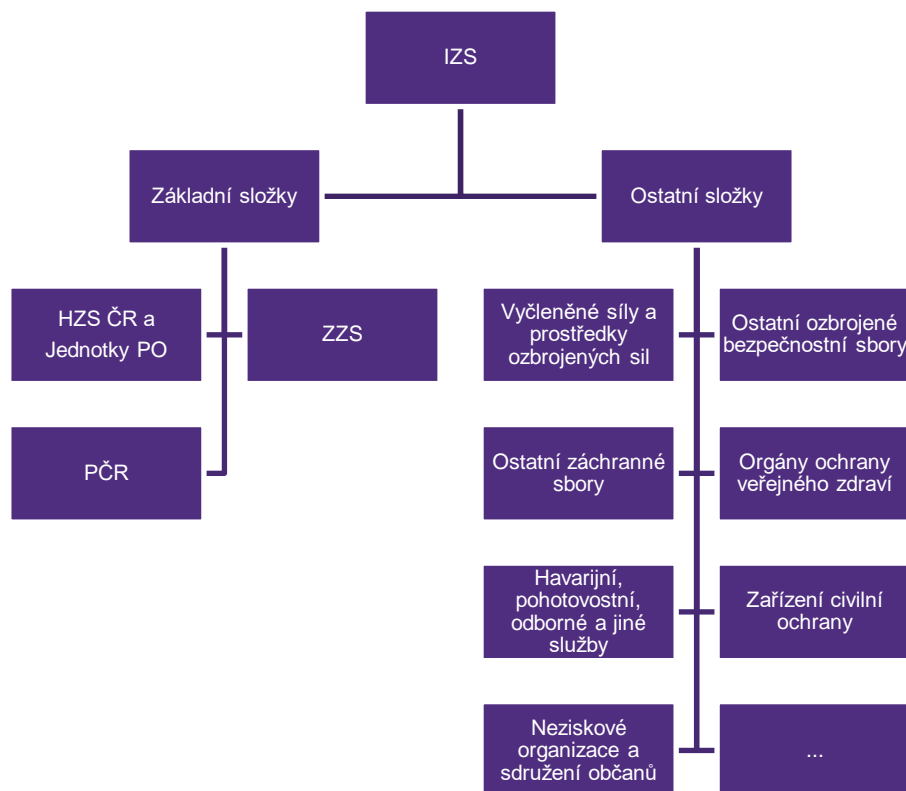 IZS
Základní složky
Ostatní složky
HZS ČR a
Jednotky PO
ZZS
Vyčleněné síly a
prostředky
ozbrojených sil
Ostatní ozbrojené
bezpečnostní sbory
PČR
Ostatní záchranné
sbory
Orgány ochrany
veřejného zdraví
Havarijní,
pohotovostní,
odborné a jiné
služby
Zařízení civilní
ochrany
Neziskové
organizace a
sdružení občanů
...